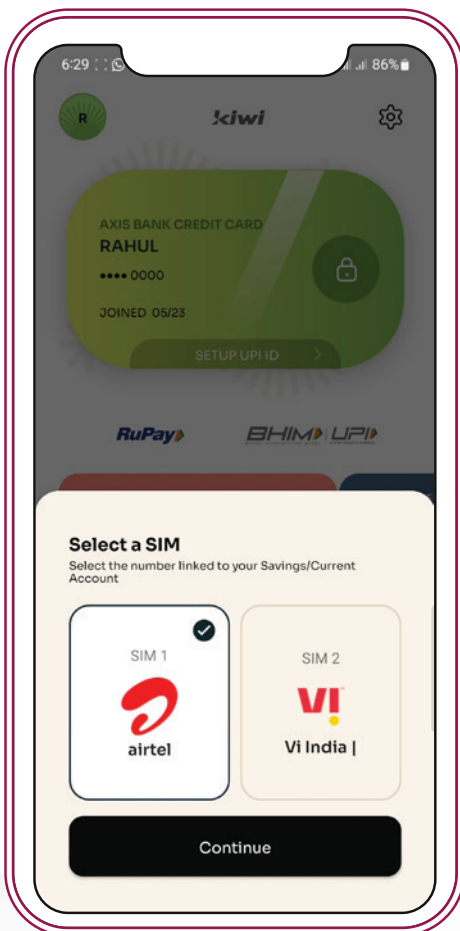 6:29
86%
R
kiwi
AXIS BANK CREDIT CARD
RAHUL
•••• 0000
JOINED 05/23
SETUP UPI ID >
RuPay
BHIM UPI
Select a SIM
Select the number linked to your Savings/Current
Account
SIM 1
airtel
SIM 2
VI
Vi India |
Continue